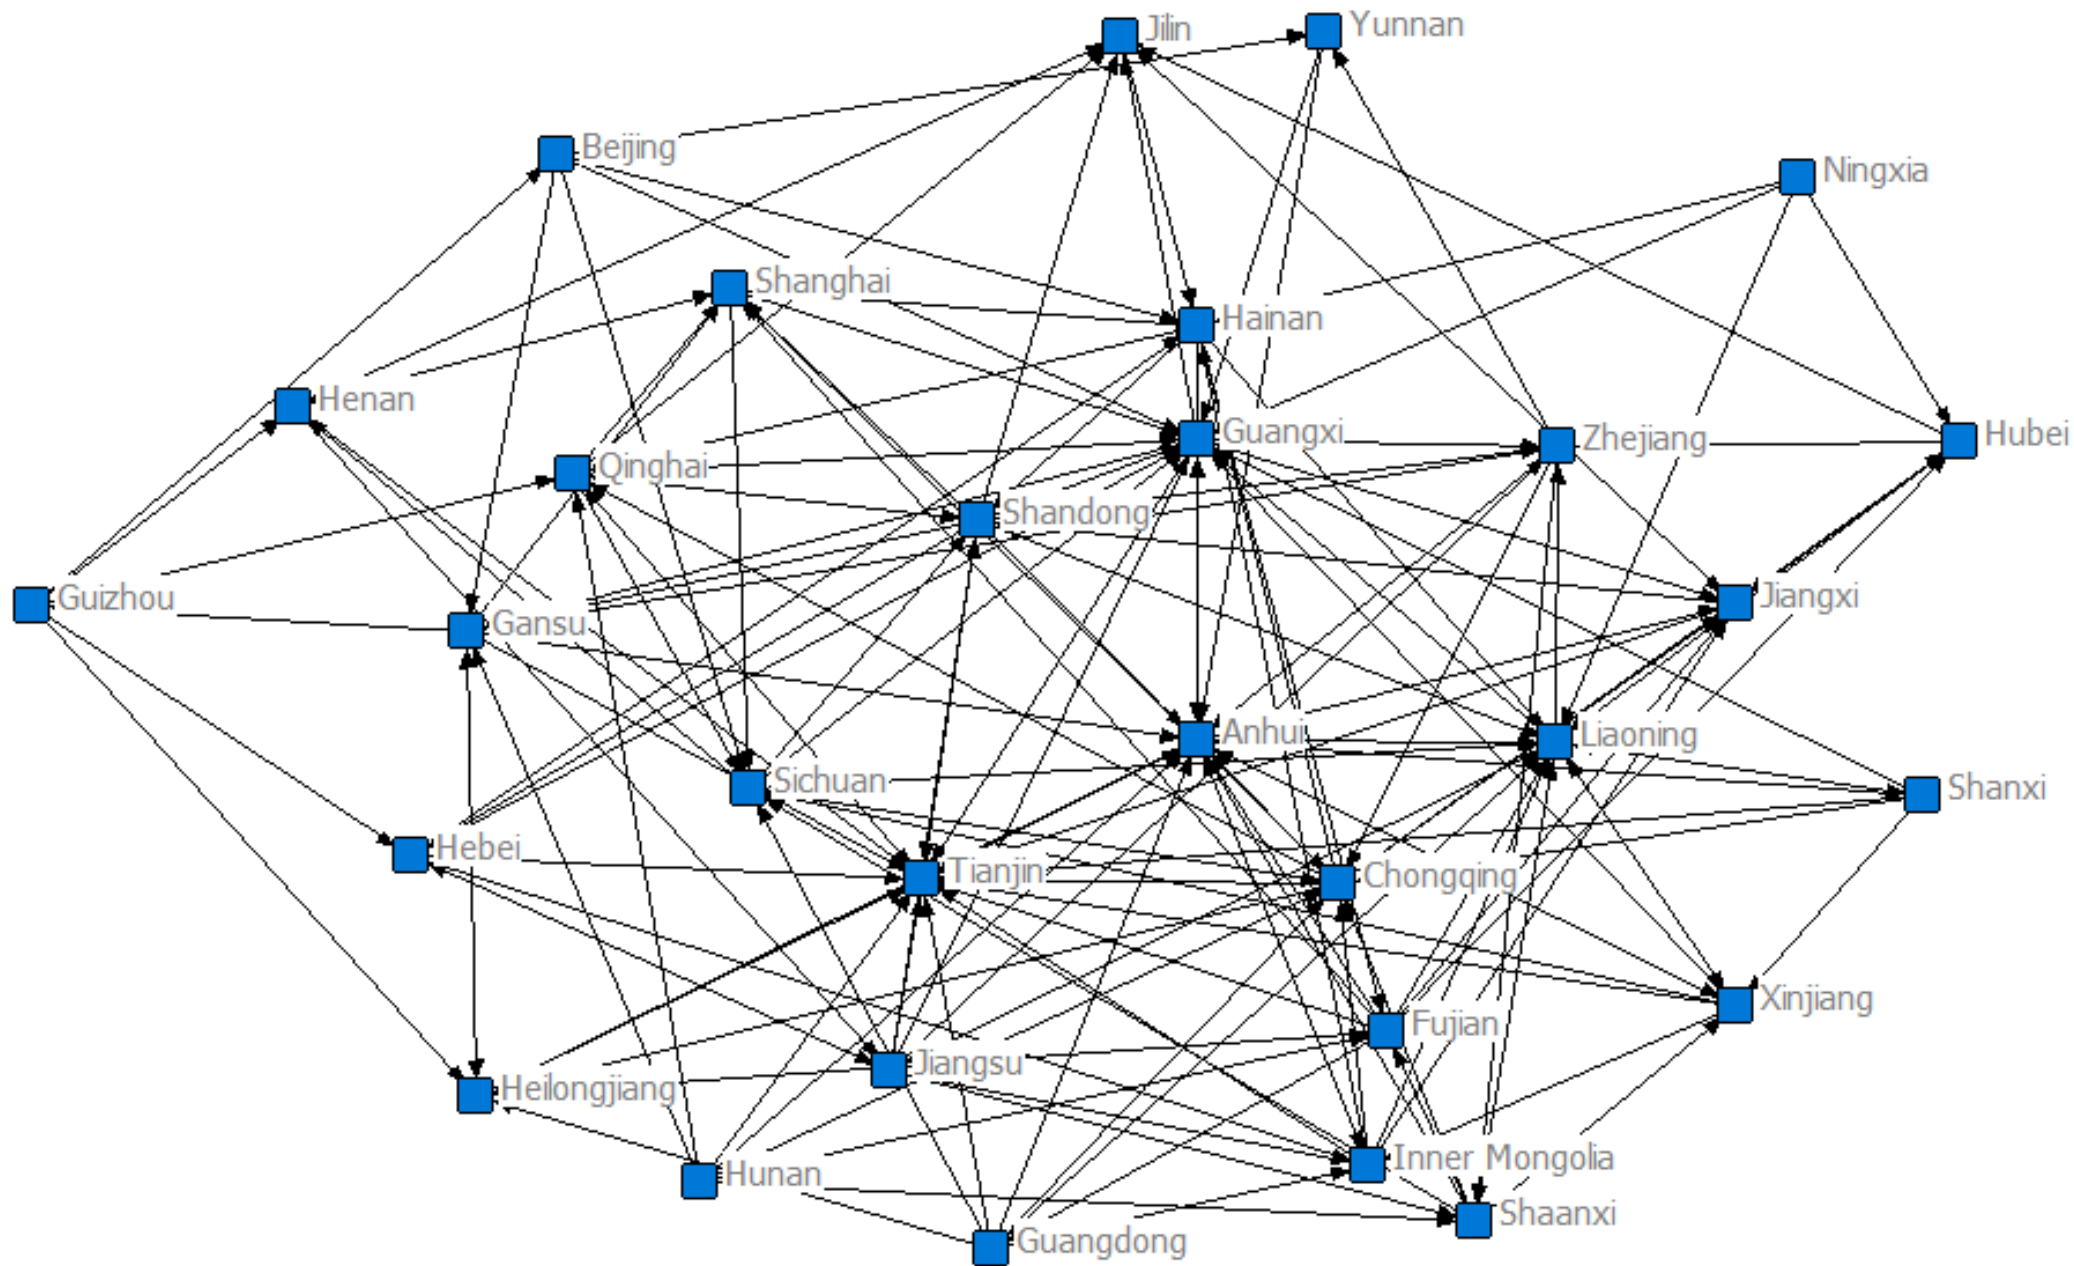 Jilin
Yunnan
Beijing
Ningxia
Shanghai
Hainan
Henan
Guangxi
Zhejiang
Hubei
Qinghai
Shandong
Guizhou
Gansu
Jiangxi
Anhui
Liaoning
Sichuan
Shanxi
Hebei
Tianjin
Chongqing
Xinjiang
Fujian
Jiangsu
Heilongjiang
Inner Mongolia
Hunan
Shaanxi
Guangdong